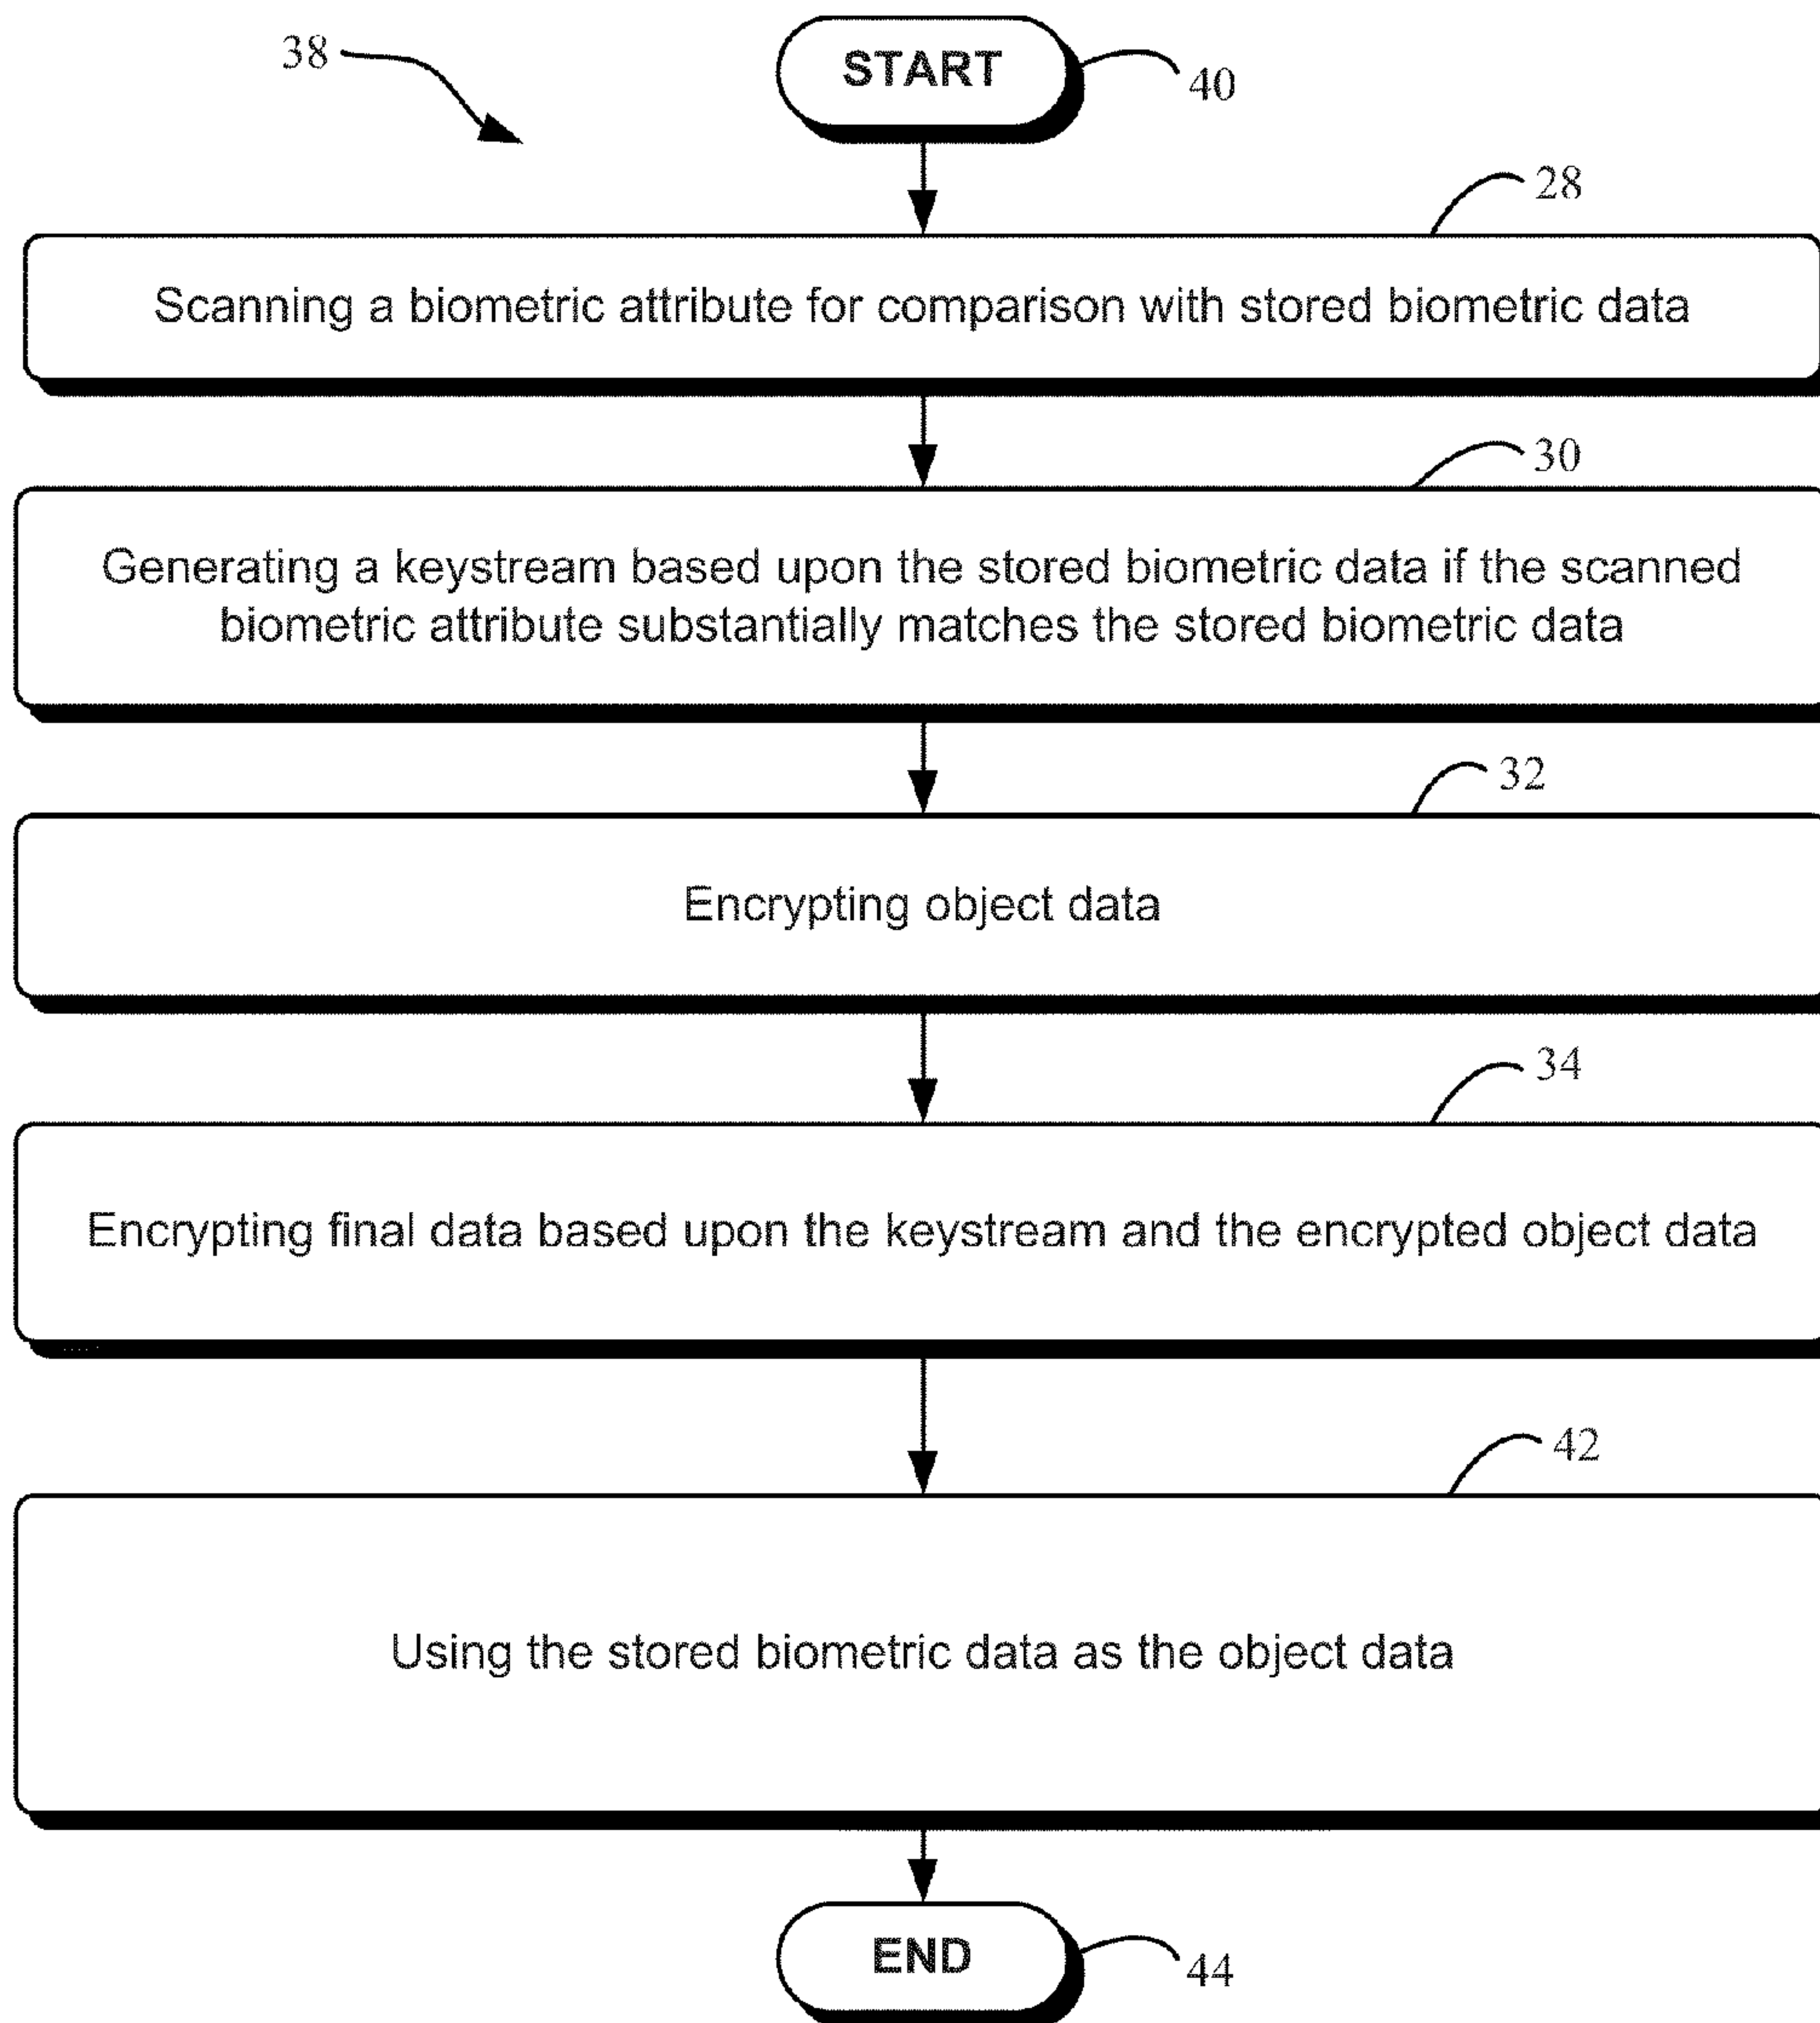 38
START
40
28
Scanning a biometric attribute for comparison with stored biometric data
30
Generating a keystream based upon the stored biometric data if the scanned
biometric attribute substantially matches the stored biometric data
32
Encrypting object data
34
Encrypting final data based upon the keystream and the encrypted object data
42
Using the stored biometric data as the object data
END
44